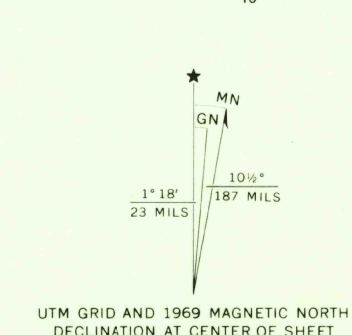 MN
GN
1° 18'
23 MILS
10½°
187 MILS
UTM GRID AND 1969 MAGNETIC NORTH
DECLINATION AT CENTER OF SHEET